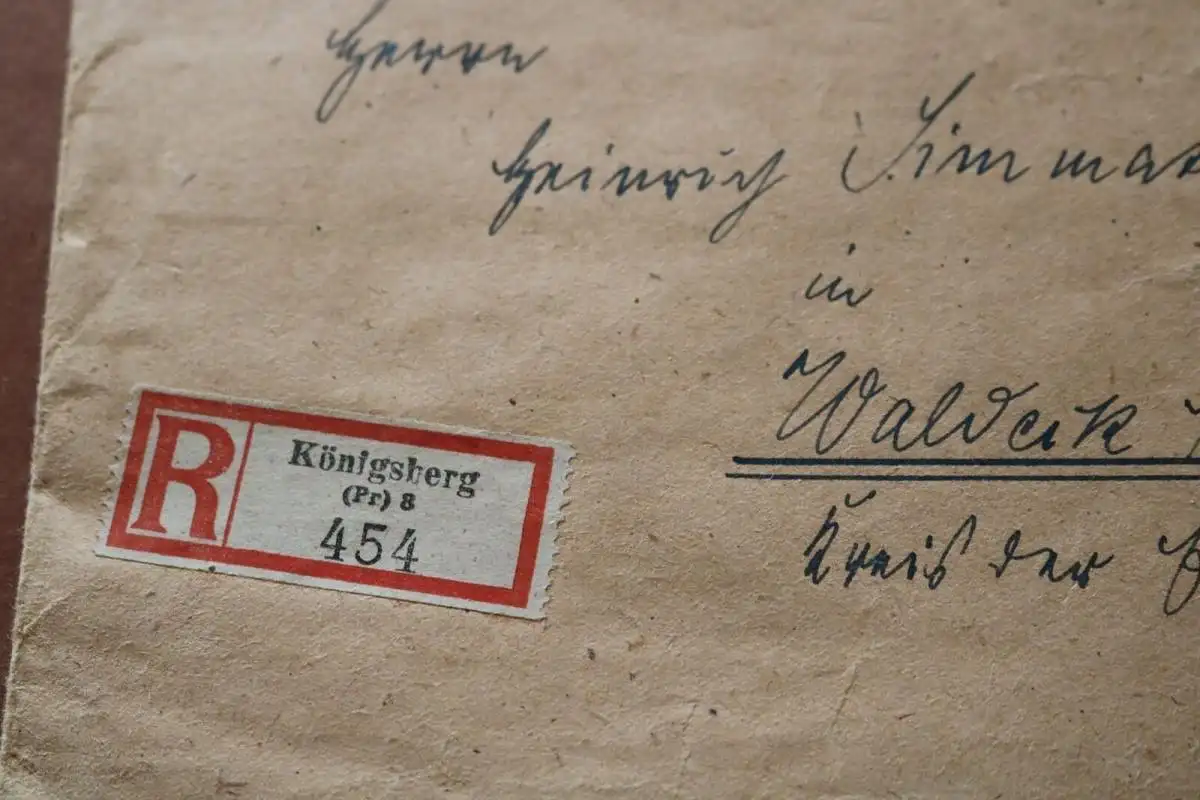 Herrn
Heinrich Simmat
in
Waldeck
Kreis der
R
Königsberg
(Pr) 8
454